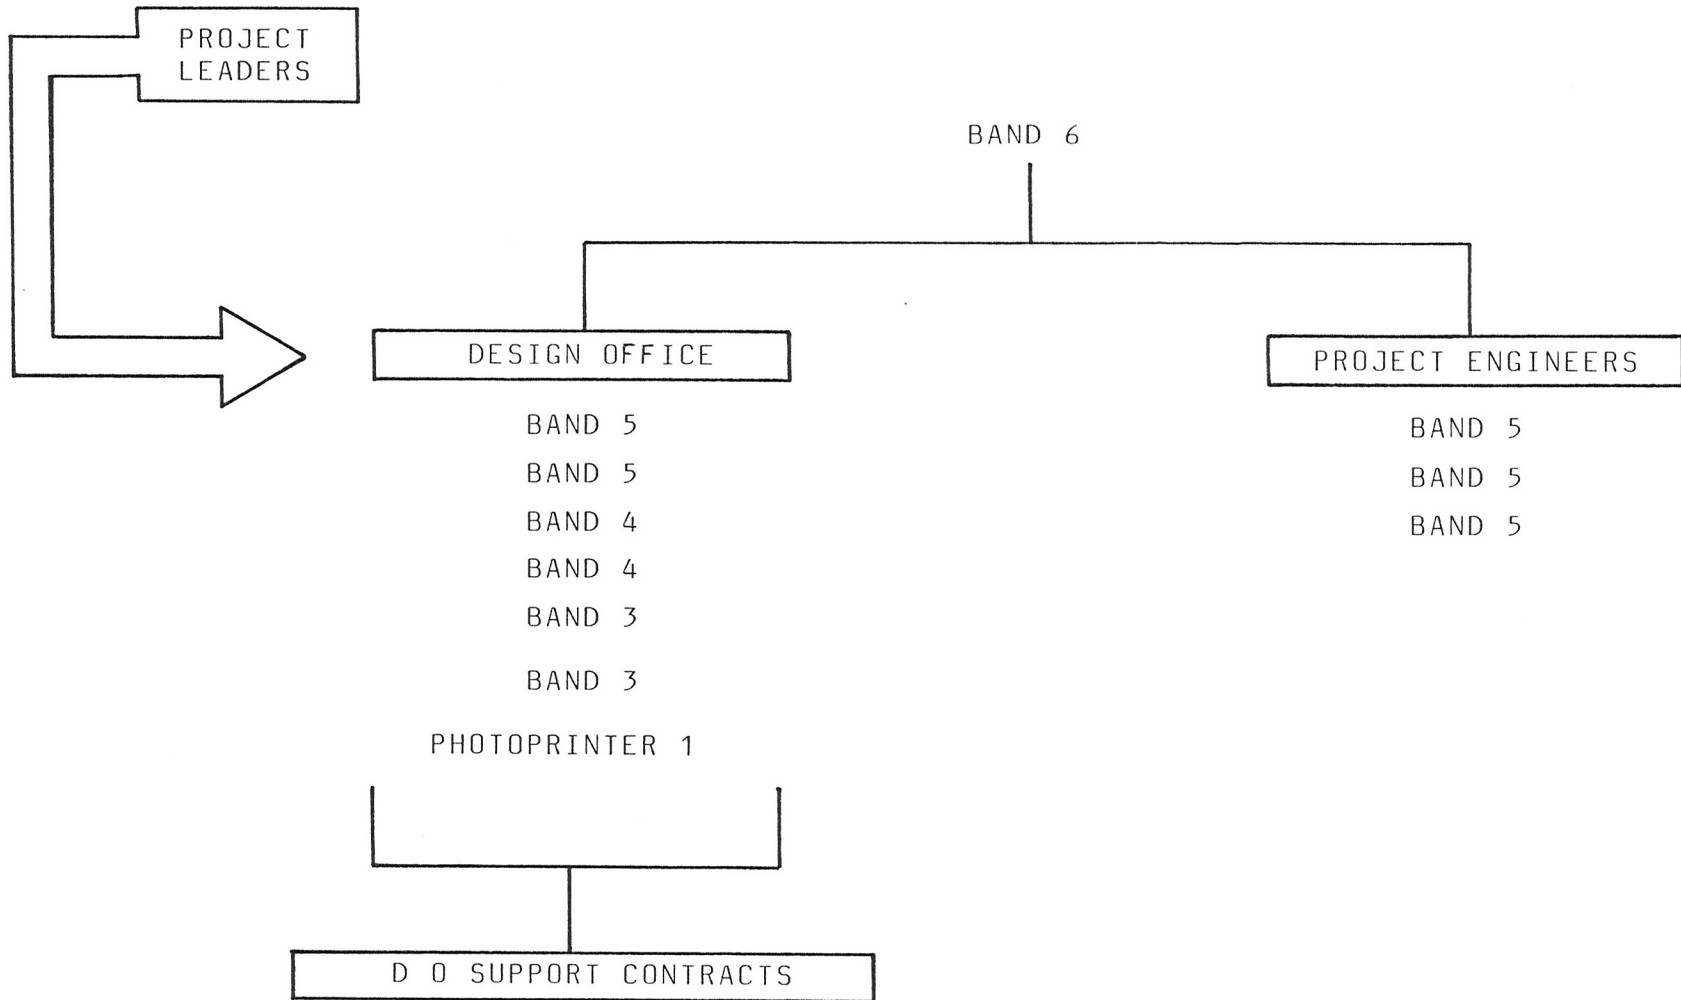 PROJECT
LEADERS
BAND 6
DESIGN OFFICE
BAND 5
BAND 5
BAND 4
BAND 4
BAND 3
BAND 3
PHOTOPRINTER 1
PROJECT ENGINEERS
BAND 5
BAND 5
BAND 5
D O SUPPORT CONTRACTS